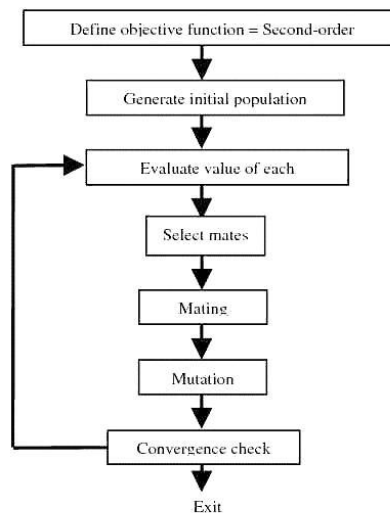 Define objective function = Second-order
Generate initial population
Evaluate value of each
Select mates
Mating
Mutation
Convergence check
Exit